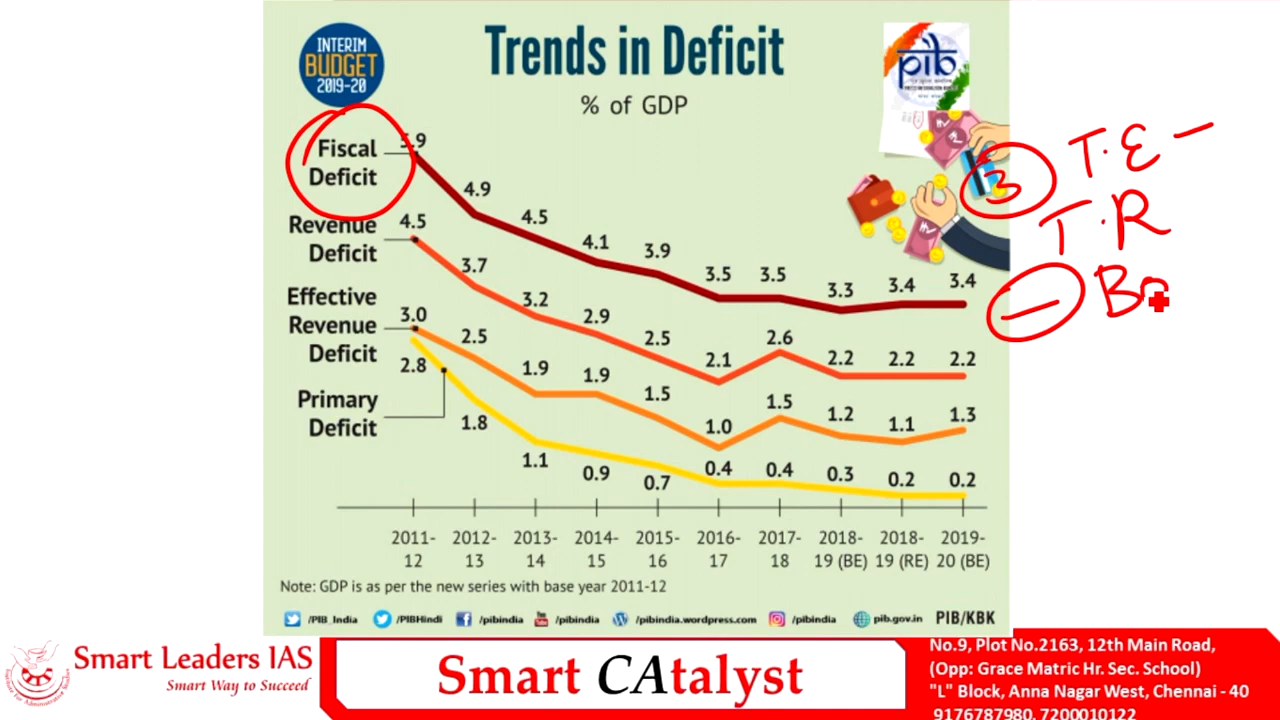 INTERIM
BUDGET
2019-20
Trends in Deficit
% of GDP
pib
Fiscal
Deficit
5.9
4.9
4.5
4.1
3.9
3.5
3.5
3.3
3.4
3.4
Revenue
Deficit
4.5
3.7
3.2
2.9
2.5
2.1
2.6
2.2
2.2
2.2
Effective
Revenue
Deficit
3.0
2.5
1.9
1.9
1.5
1.0
1.5
1.2
1.1
1.3
Primary
Deficit
2.8
1.8
1.1
0.9
0.7
0.4
0.4
0.3
0.2
0.2
3 T.E –
T.R
– Bo
2011- 2012- 2013- 2014- 2015- 2016- 2017- 2018- 2018- 2019-
12 13 14 15 16 17 18 19 (BE) 19 (RE) 20 (BE)
Note: GDP is as per the new series with base year 2011-12
/PIB_India /PIBHindi /pibindia /pibindia /pibindia.wordpress.com /pibindia pib.gov.in PIB/KBK
Smart Leaders IAS
Smart Way to Succeed
Smart CAtalyst
No.9, Plot No.2163, 12th Main Road,
(Opp: Grace Matric Hr. Sec. School)
"L" Block, Anna Nagar West, Chennai - 40
9176787980, 7200010122